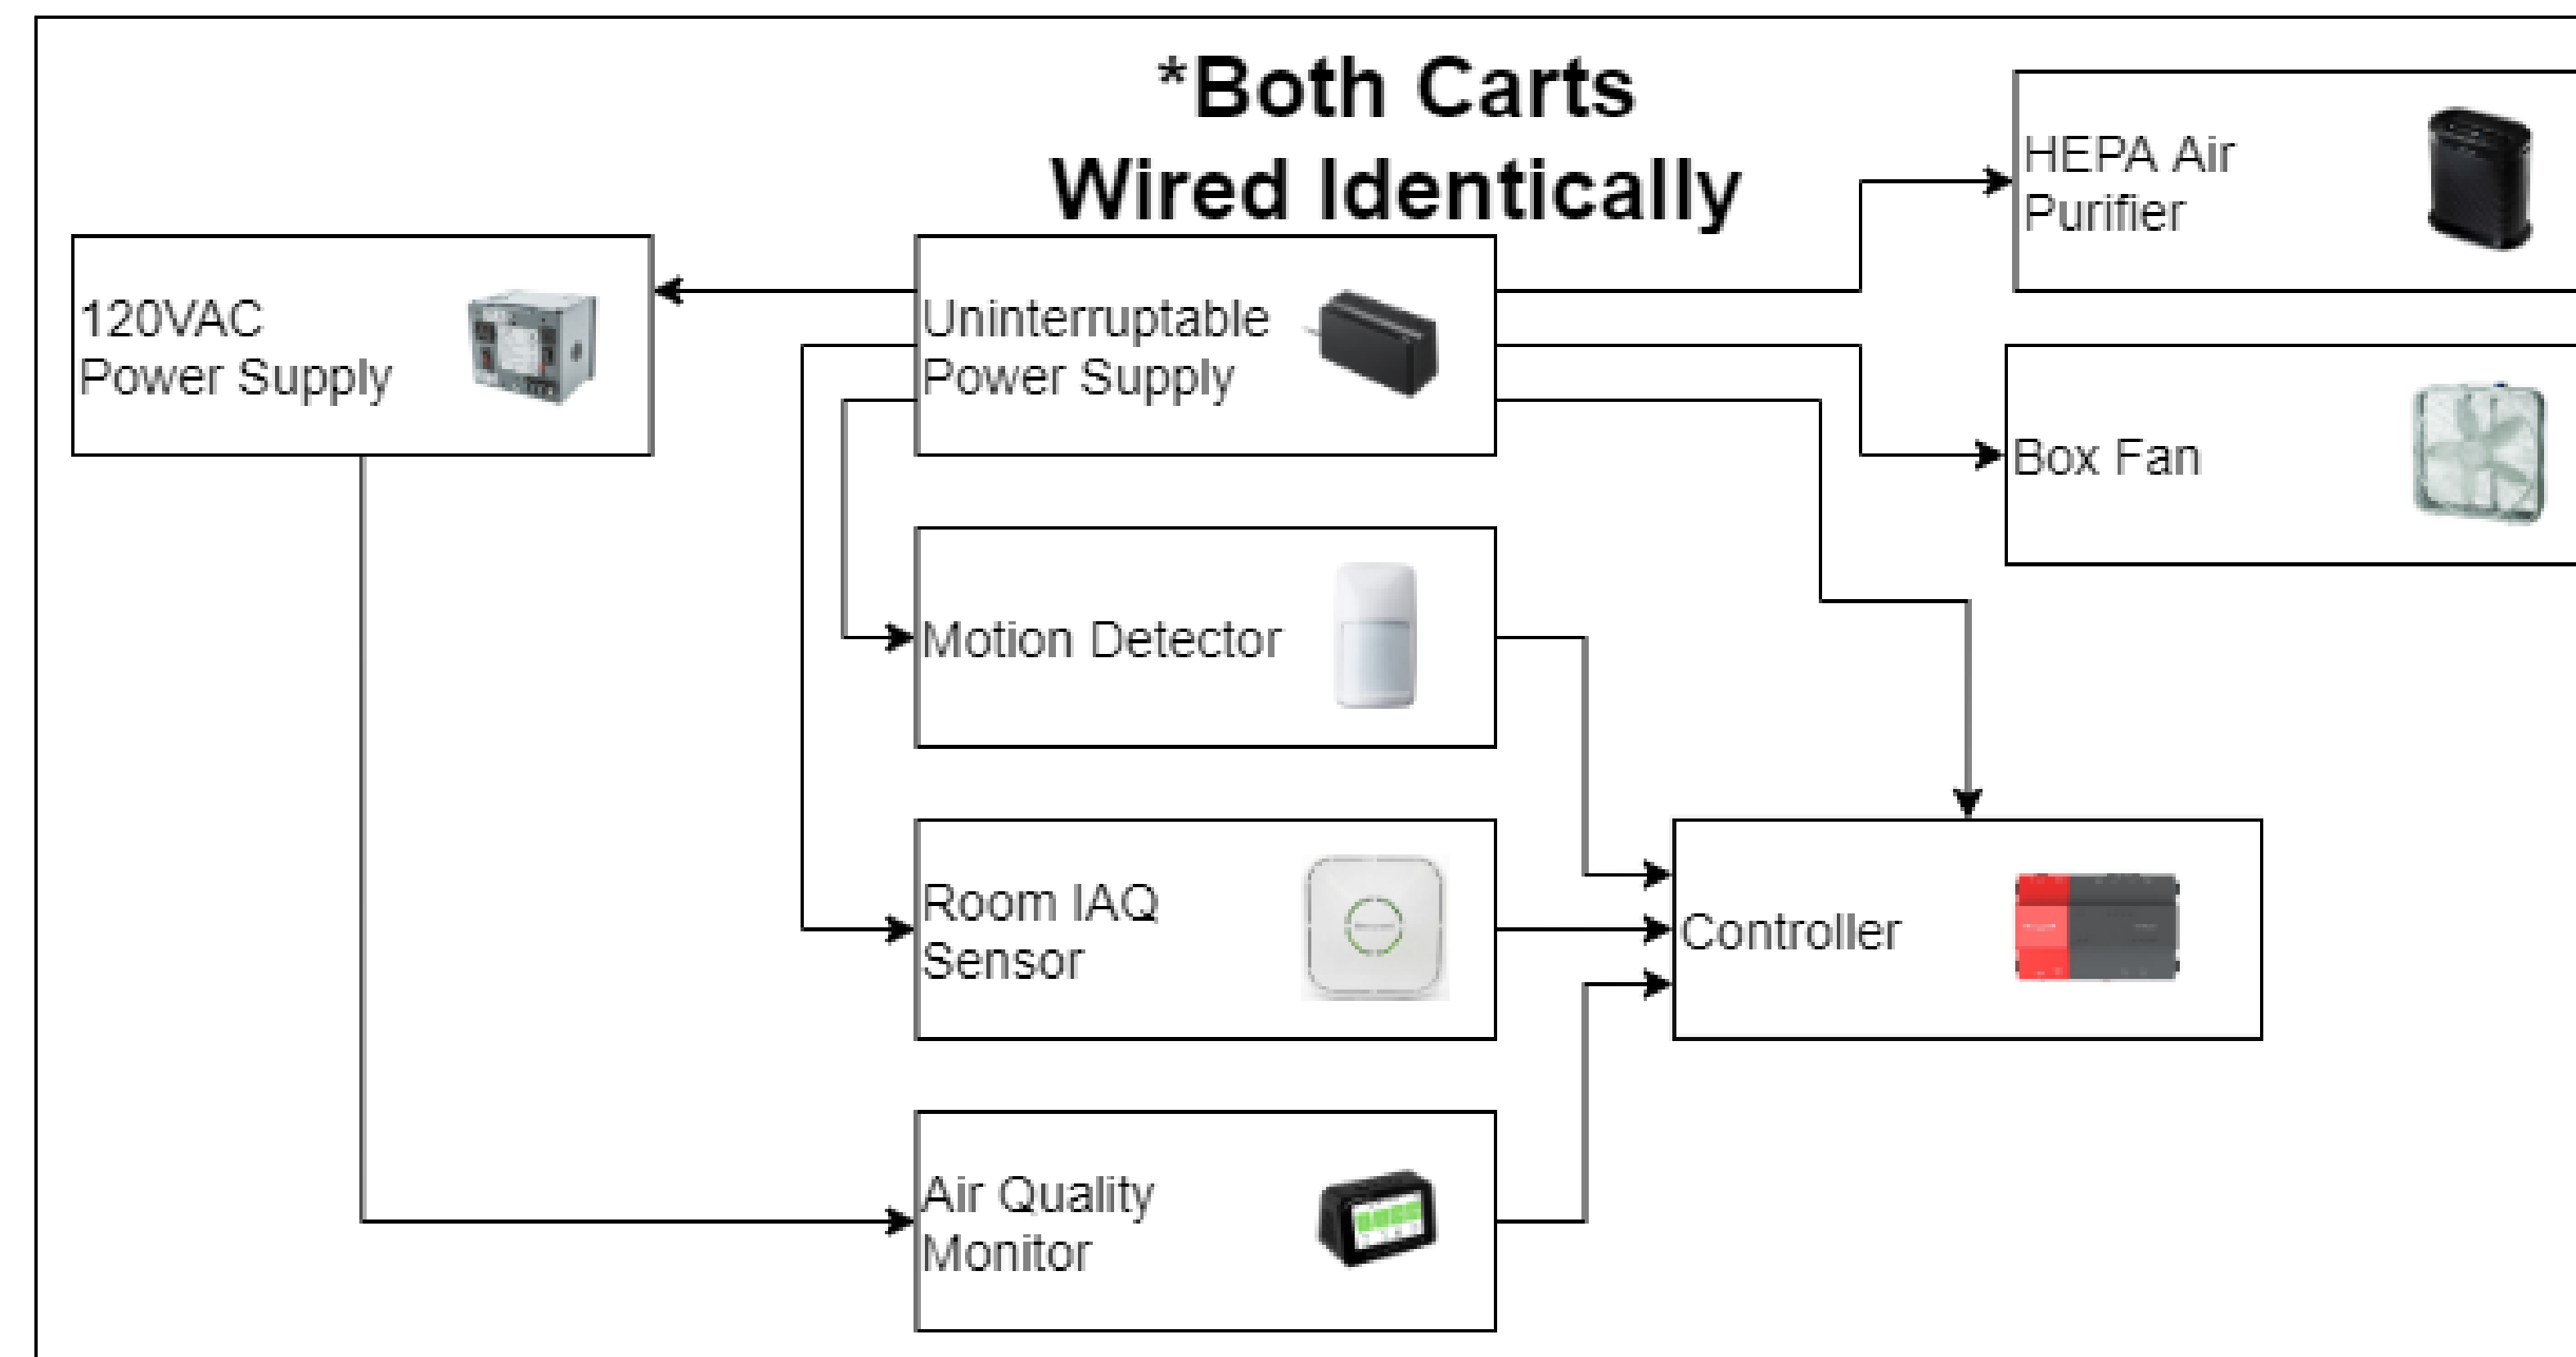 *Both Carts
Wired Identically
HEPA Air
Purifier
120VAC
Power Supply
Uninterruptable
Power Supply
Box Fan
Motion Detector
Room IAQ
Sensor
Controller
Air Quality
Monitor